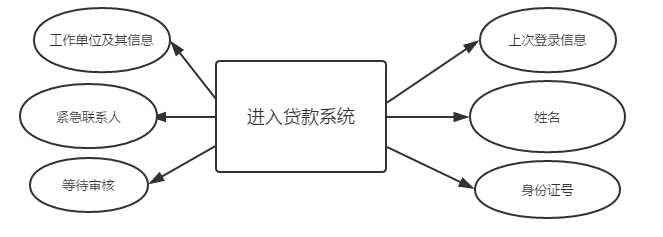 工作单位及其信息
上次登录信息
紧急联系人
进入贷款系统
姓名
等待审核
身份证号